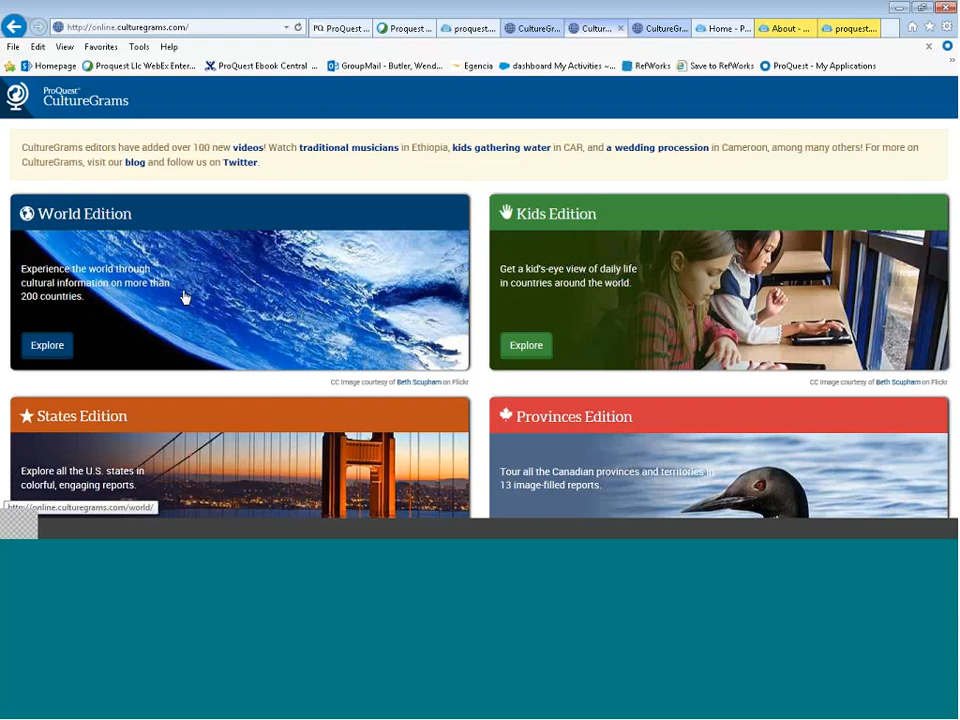 http://online.culturegrams.com/
PQ ProQuest ...
Proquest ...
proquest....
CultureGr...
Cultur...
CultureGr...
Home - P...
About - ...
proquest....
File Edit View Favorites Tools Help
Homepage Proquest Llc WebEx Enter... ProQuest Ebook Central GroupMail - Butler, Wend... Egencia dashboard My Activities ~... RefWorks Save to RefWorks ProQuest - My Applications
ProQuest
CultureGrams
CultureGrams editors have added over 100 new videos! Watch traditional musicians in Ethiopia, kids gathering water in CAR, and a wedding procession in Cameroon, among many others! For more on
CultureGrams, visit our blog and follow us on Twitter.
World Edition
Experience the world through
cultural information on more than
200 countries.
Explore
CC Image courtesy of Beth Scupham on Flickr
Kids Edition
Get a kid's-eye view of daily life
in countries around the world.
Explore
CC Image courtesy of Beth Scupham on Flickr
States Edition
Explore all the U.S. states in
colorful, engaging reports.
Provinces Edition
Tour all the Canadian provinces and territories in
13 image-filled reports.
http://online.culturegrams.com/world/